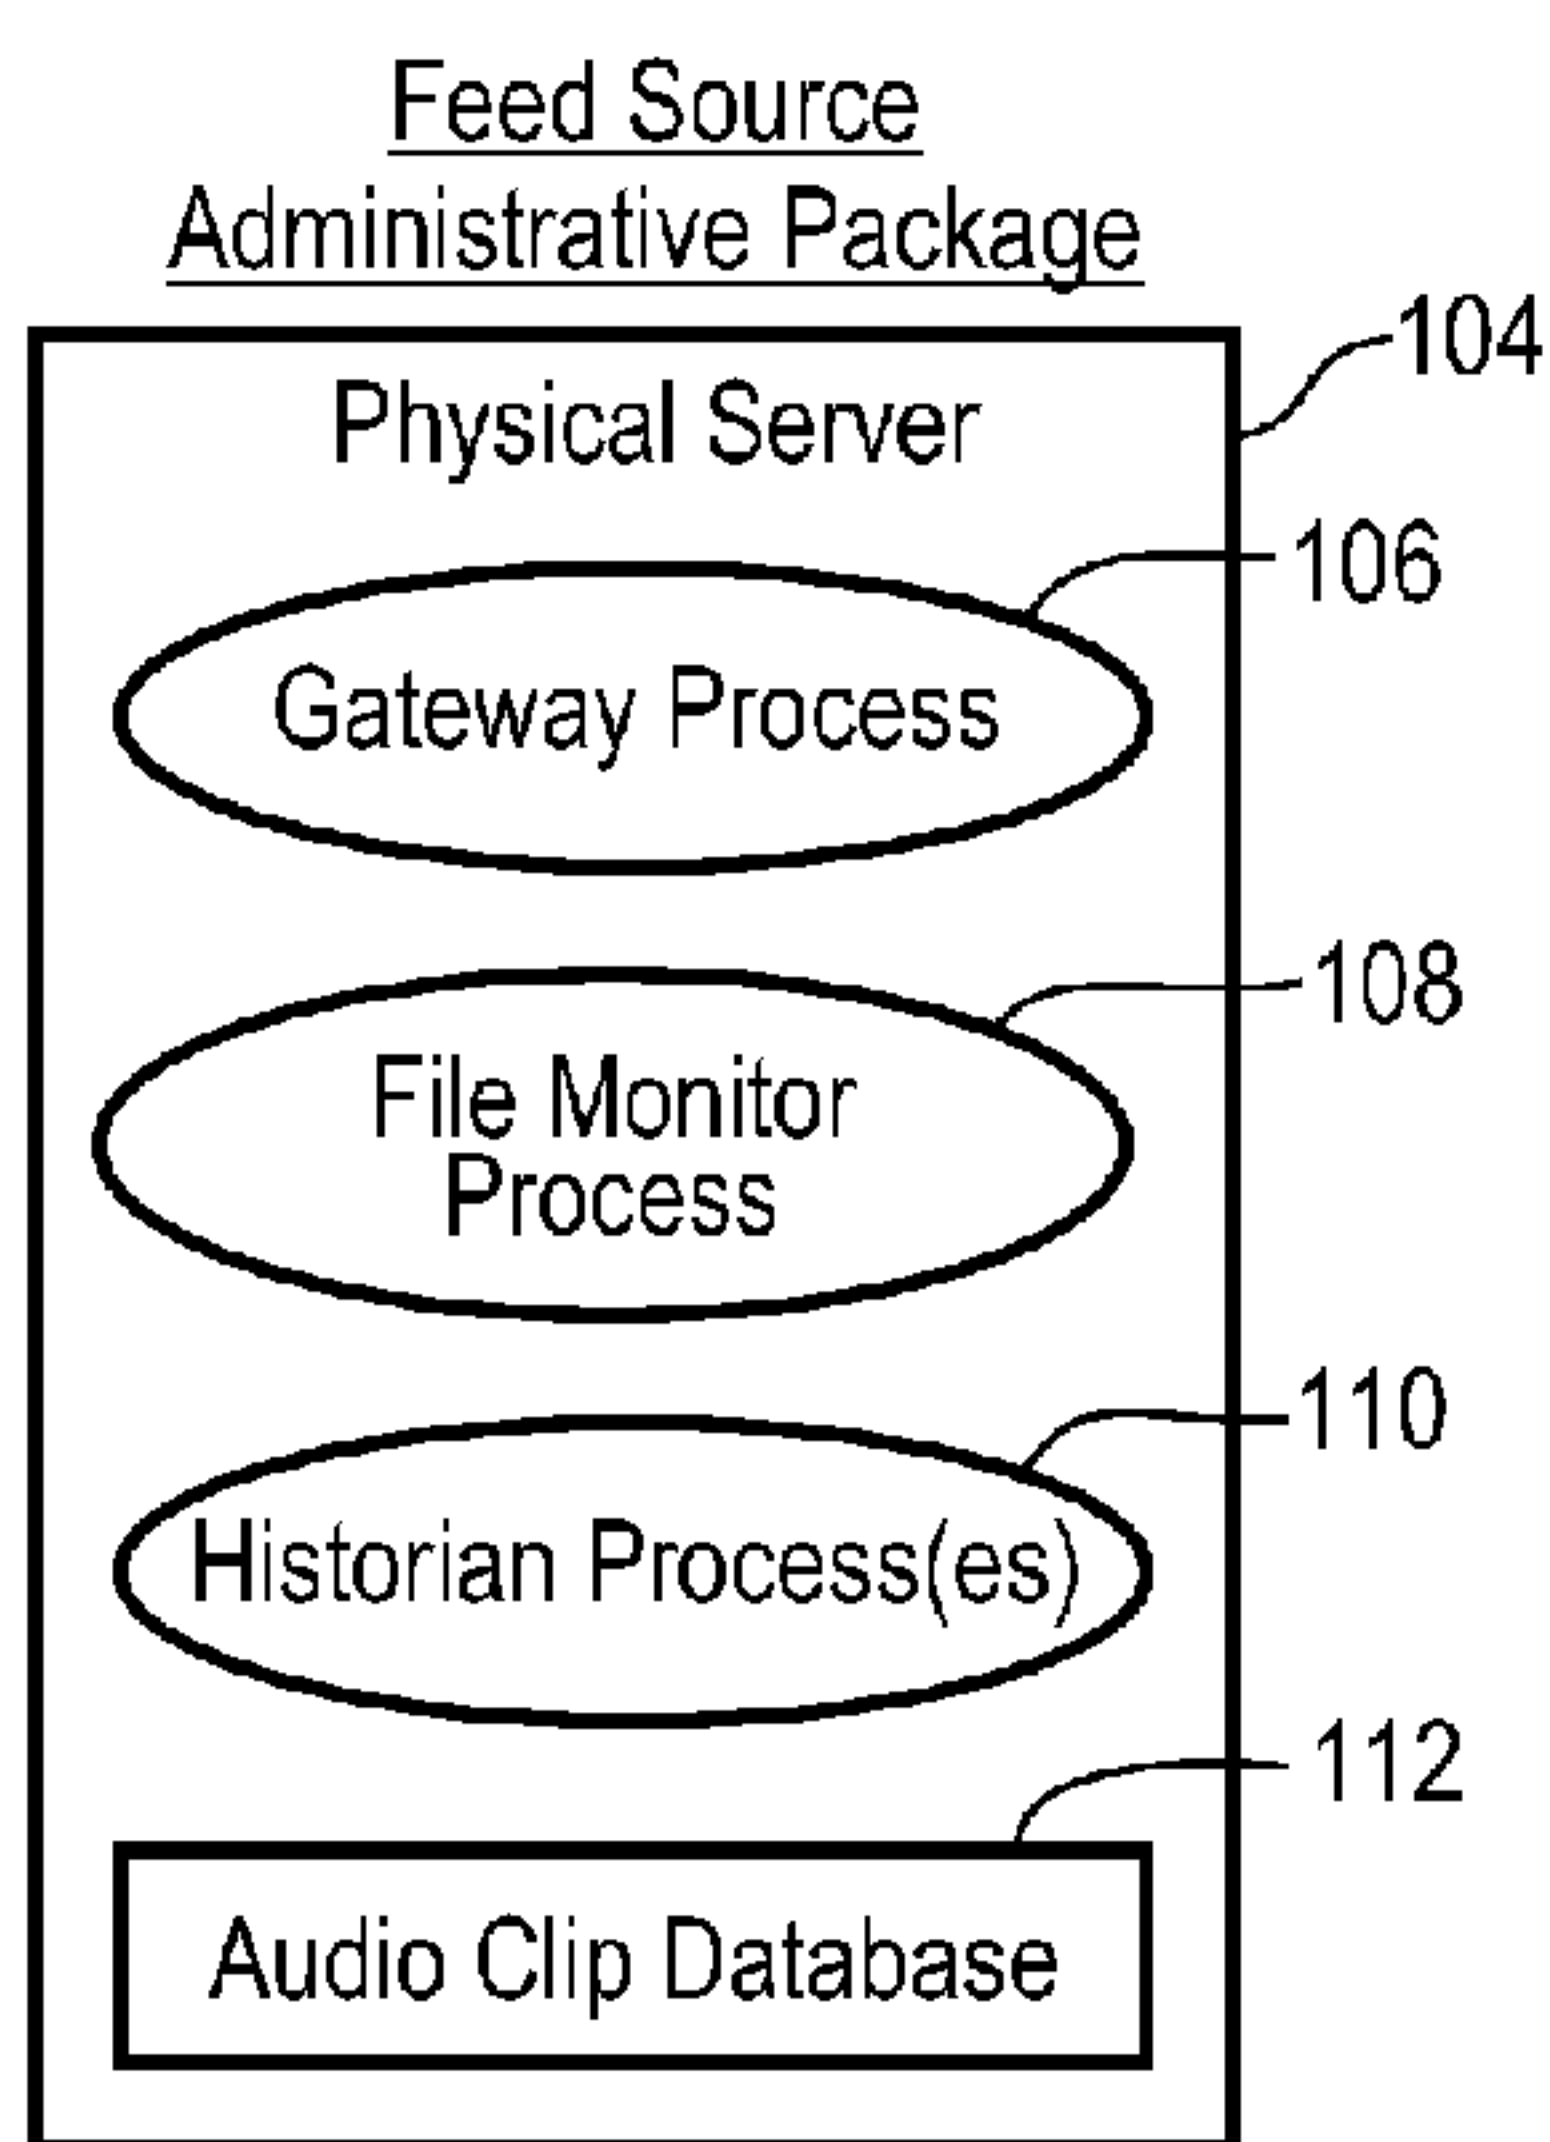 Feed Source
Administrative Package
104
Physical Server
106
Gateway Process
108
File Monitor
Process
110
Historian Process(es)
112
Audio Clip Database